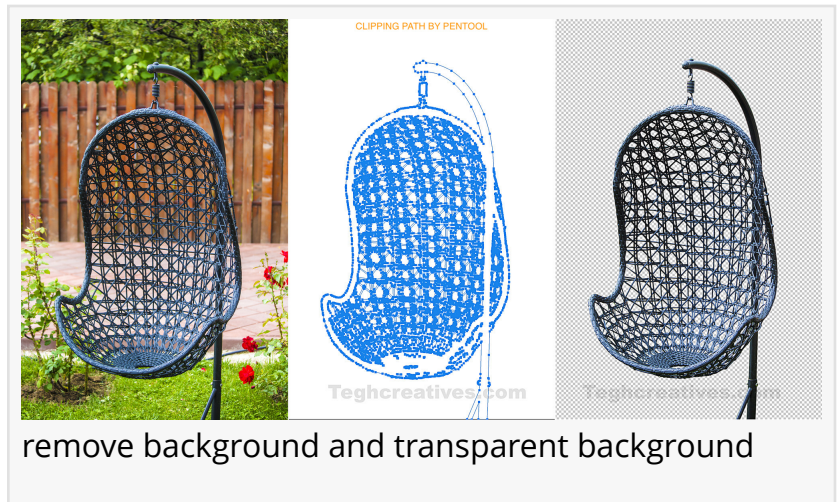 CLIPPING PATH BY PENTOOL
Teghcreatives.com
Teghcreatives.com
remove background and transparent background